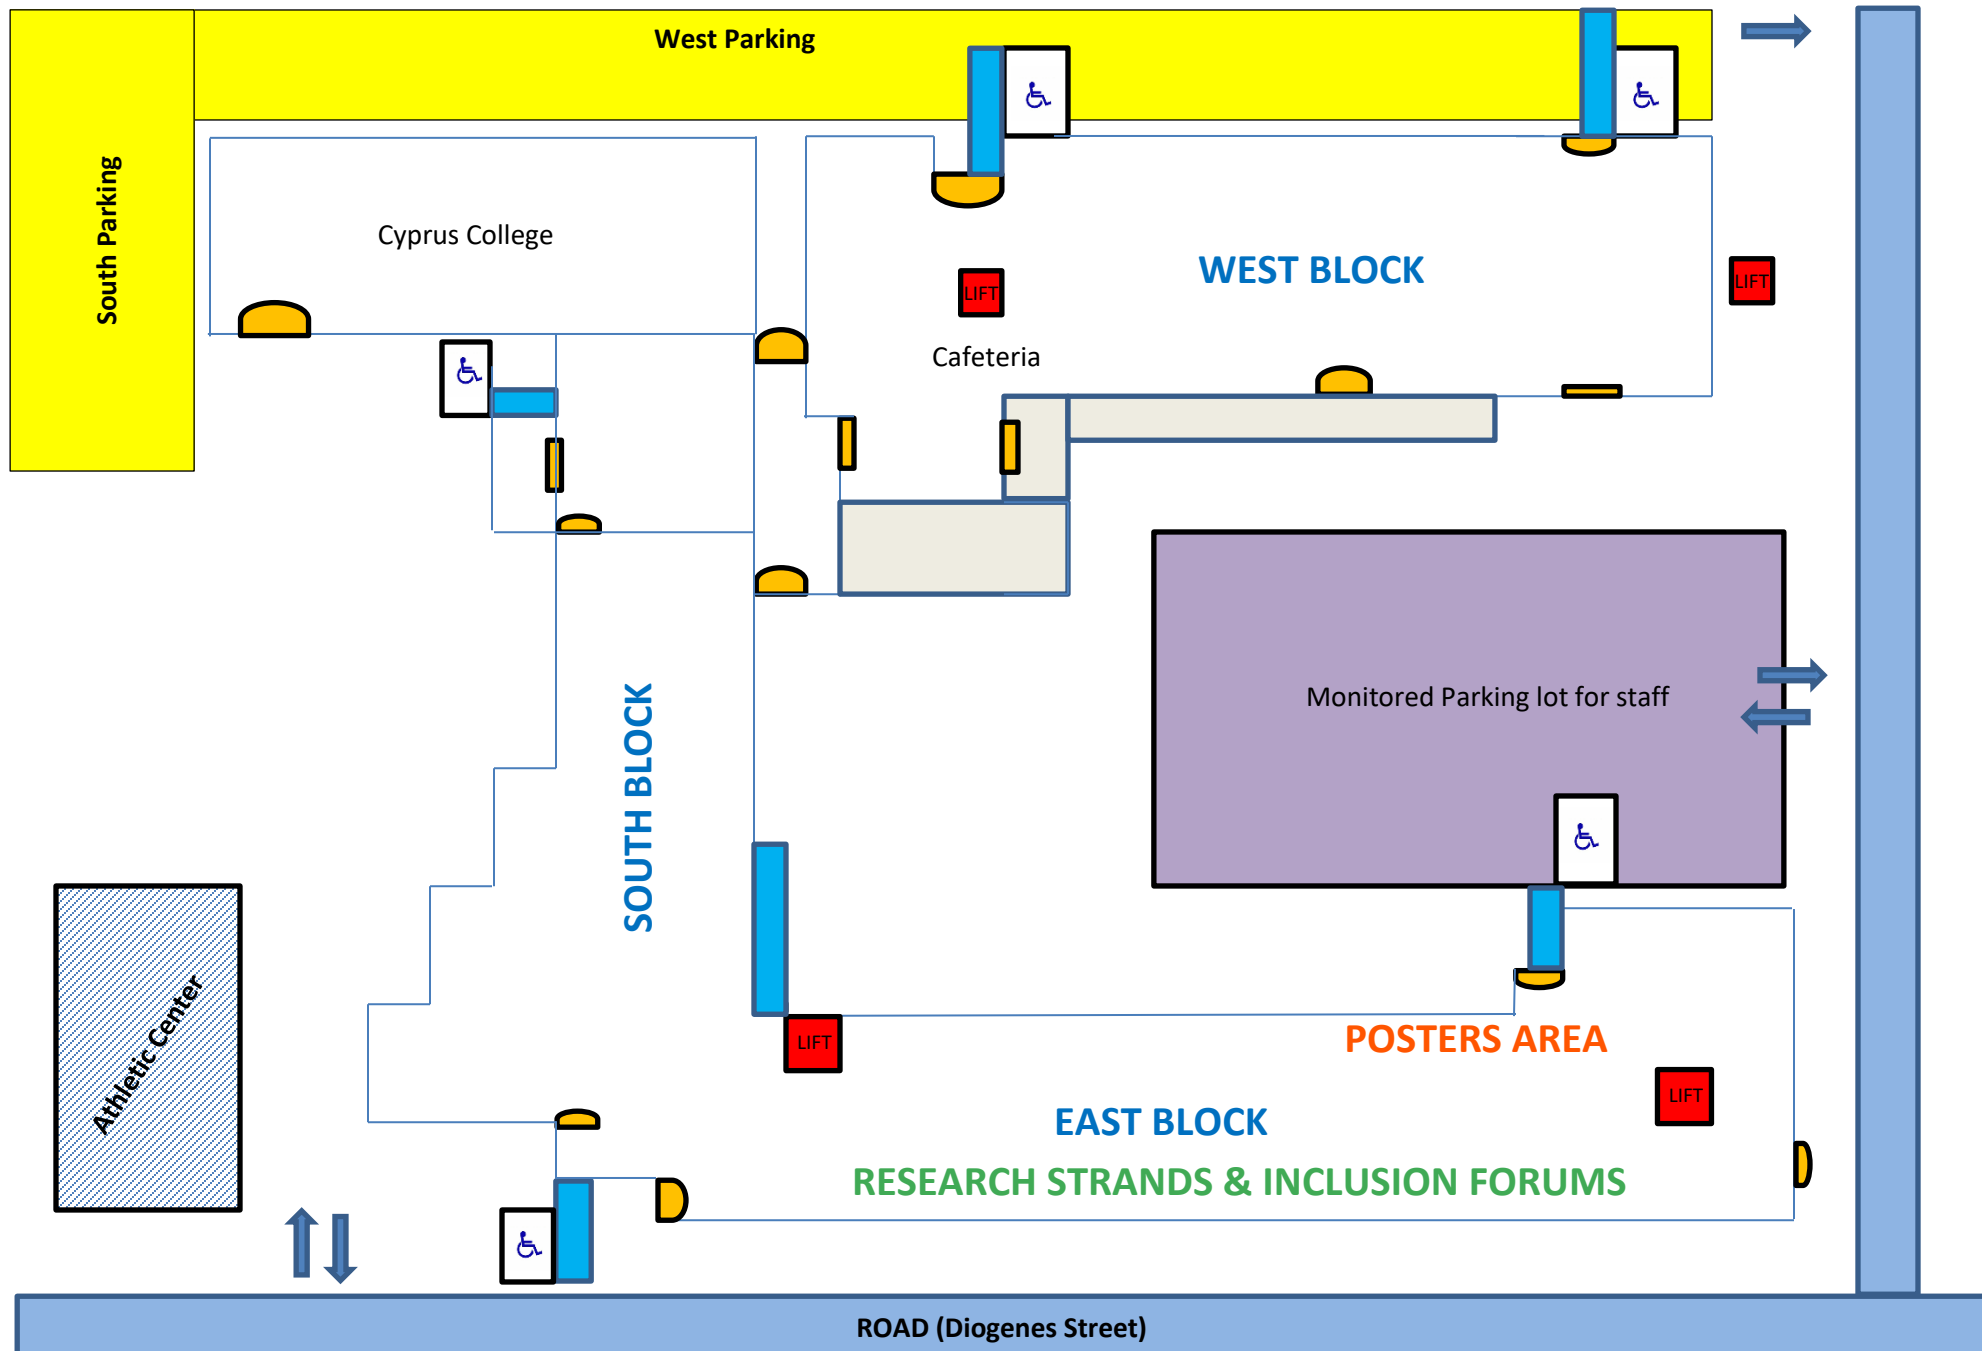 West Parking
South Parking
Cyprus College
WEST BLOCK
LIFT
LIFT
Cafeteria
SOUTH BLOCK
Monitored Parking lot for staff
Athletic Center
LIFT
POSTERS AREA
LIFT
EAST BLOCK
RESEARCH STRANDS & INCLUSION FORUMS
ROAD (Diogenes Street)